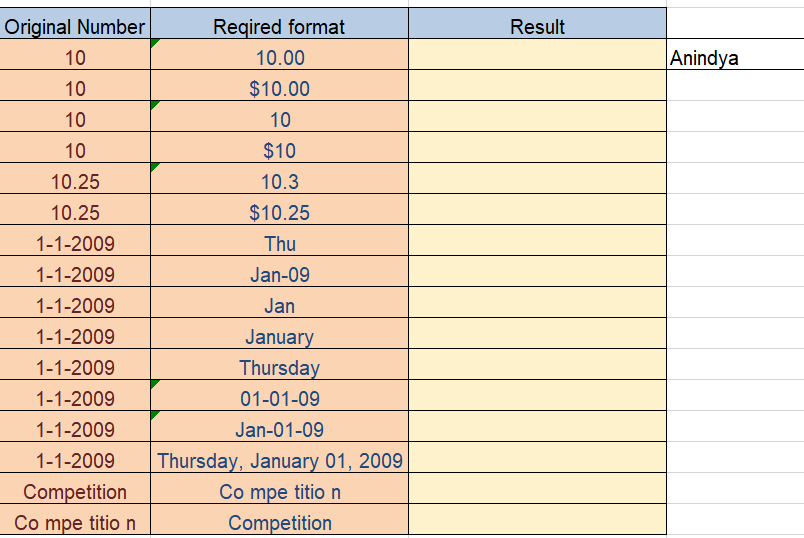 Original Number Reqired format Result
10 10.00 Anindya
10 $10.00
10 10
10 $10
10.25 10.3
10.25 $10.25
1-1-2009 Thu
1-1-2009 Jan-09
1-1-2009 Jan
1-1-2009 January
1-1-2009 Thursday
1-1-2009 01-01-09
1-1-2009 Jan-01-09
1-1-2009 Thursday, January 01, 2009
Competition Co mpe titio n
Co mpe titio n Competition